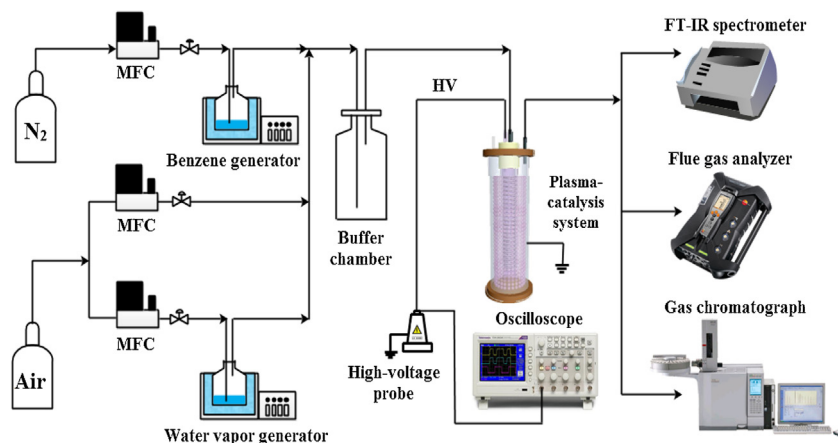 FT-IR spectrometer
MFC
HV
N2
Benzene generator
Flue gas analyzer
Plasma-
catalysis
system
MFC
Buffer
chamber
Gas chromatograph
Oscilloscope
MFC
Air
High-voltage
probe
Water vapor generator